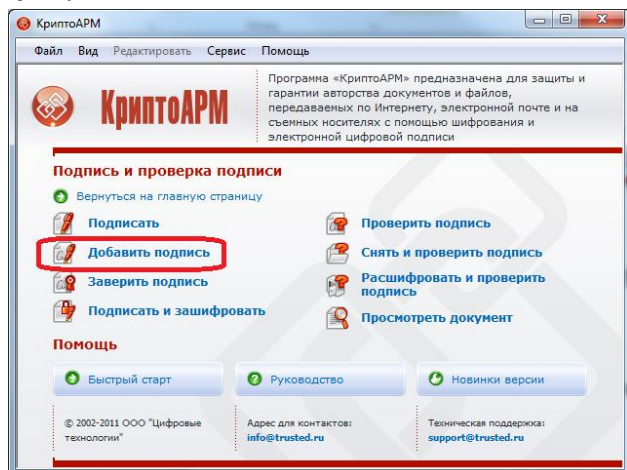 КриптоАРМ
Файл Вид Редактировать Сервис Помощь
КриптоАРМ
Программа «КриптоАРМ» предназначена для защиты и
гарантии авторства документов и файлов,
передаваемых по Интернету, электронной почте и на
съемных носителях с помощью шифрования и
электронной цифровой подписи
Подпись и проверка подписи
Вернуться на главную страницу
Подписать
Добавить подпись
Заверить подпись
Подписать и зашифровать
Проверить подпись
Снять и проверить подпись
Расшифровать и проверить
подпись
Просмотреть документ
Помощь
Быстрый старт
Руководство
Новинки версии
© 2002-2011 ООО "Цифровые
технологии"
Адрес для контактов:
info@trusted.ru
Техническая поддержка:
support@trusted.ru